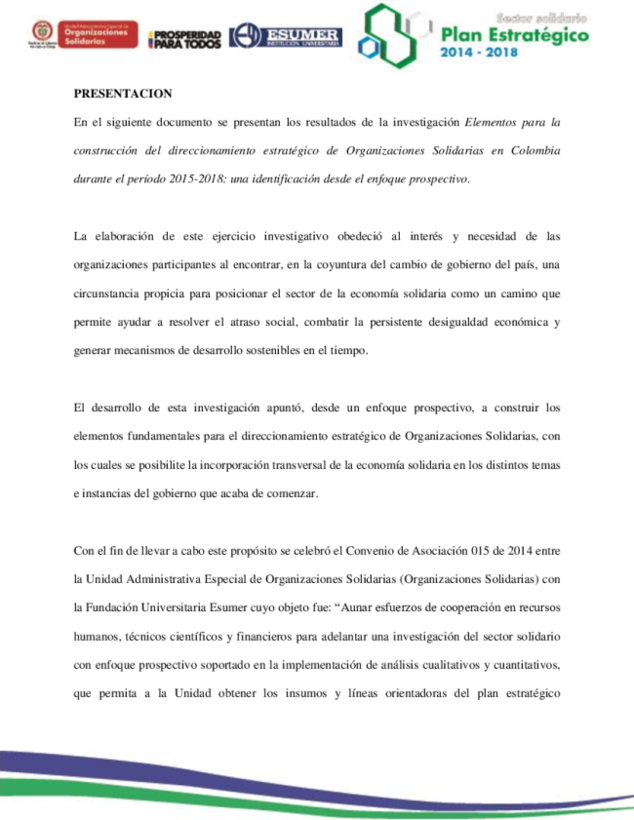 Unidad Administrativa Especial de
Organizaciones
Solidarias
PROSPERIDAD
PARA TODOS
ESUMER
INSTITUCIÓN UNIVERSITARIA
Sector solidario
Plan Estratégico
2014 - 2018
PRESENTACION
En el siguiente documento se presentan los resultados de la investigación Elementos para la
construcción del direccionamiento estratégico de Organizaciones Solidarias en Colombia
durante el período 2015-2018: una identificación desde el enfoque prospectivo.
La elaboración de este ejercicio investigativo obedeció al interés y necesidad de las
organizaciones participantes al encontrar, en la coyuntura del cambio de gobierno del país, una
circunstancia propicia para posicionar el sector de la economía solidaria como un camino que
permite ayudar a resolver el atraso social, combatir la persistente desigualdad económica y
generar mecanismos de desarrollo sostenibles en el tiempo.
El desarrollo de esta investigación apuntó, desde un enfoque prospectivo, a construir los
elementos fundamentales para el direccionamiento estratégico de Organizaciones Solidarias, con
los cuales se posibilite la incorporación transversal de la economía solidaria en los distintos temas
e instancias del gobierno que acaba de comenzar.
Con el fin de llevar a cabo este propósito se celebró el Convenio de Asociación 015 de 2014 entre
la Unidad Administrativa Especial de Organizaciones Solidarias (Organizaciones Solidarias) con
la Fundación Universitaria Esumer cuyo objeto fue: “Aunar esfuerzos de cooperación en recursos
humanos, técnicos científicos y financieros para adelantar una investigación del sector solidario
con enfoque prospectivo soportado en la implementación de análisis cualitativos y cuantitativos,
que permita a la Unidad obtener los insumos y líneas orientadoras del plan estratégico